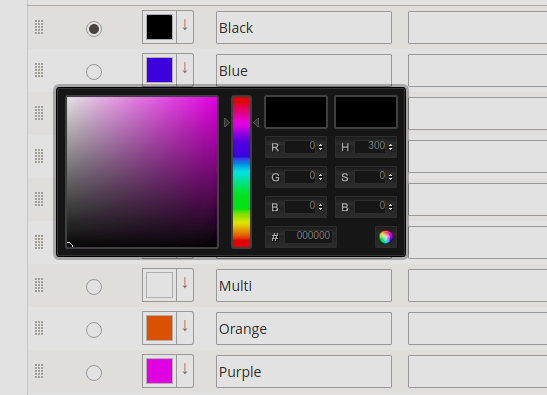 Black
Blue
R 0 H 300
G 0 S 0
B 0 B 0
# 000000
Multi
Orange
Purple